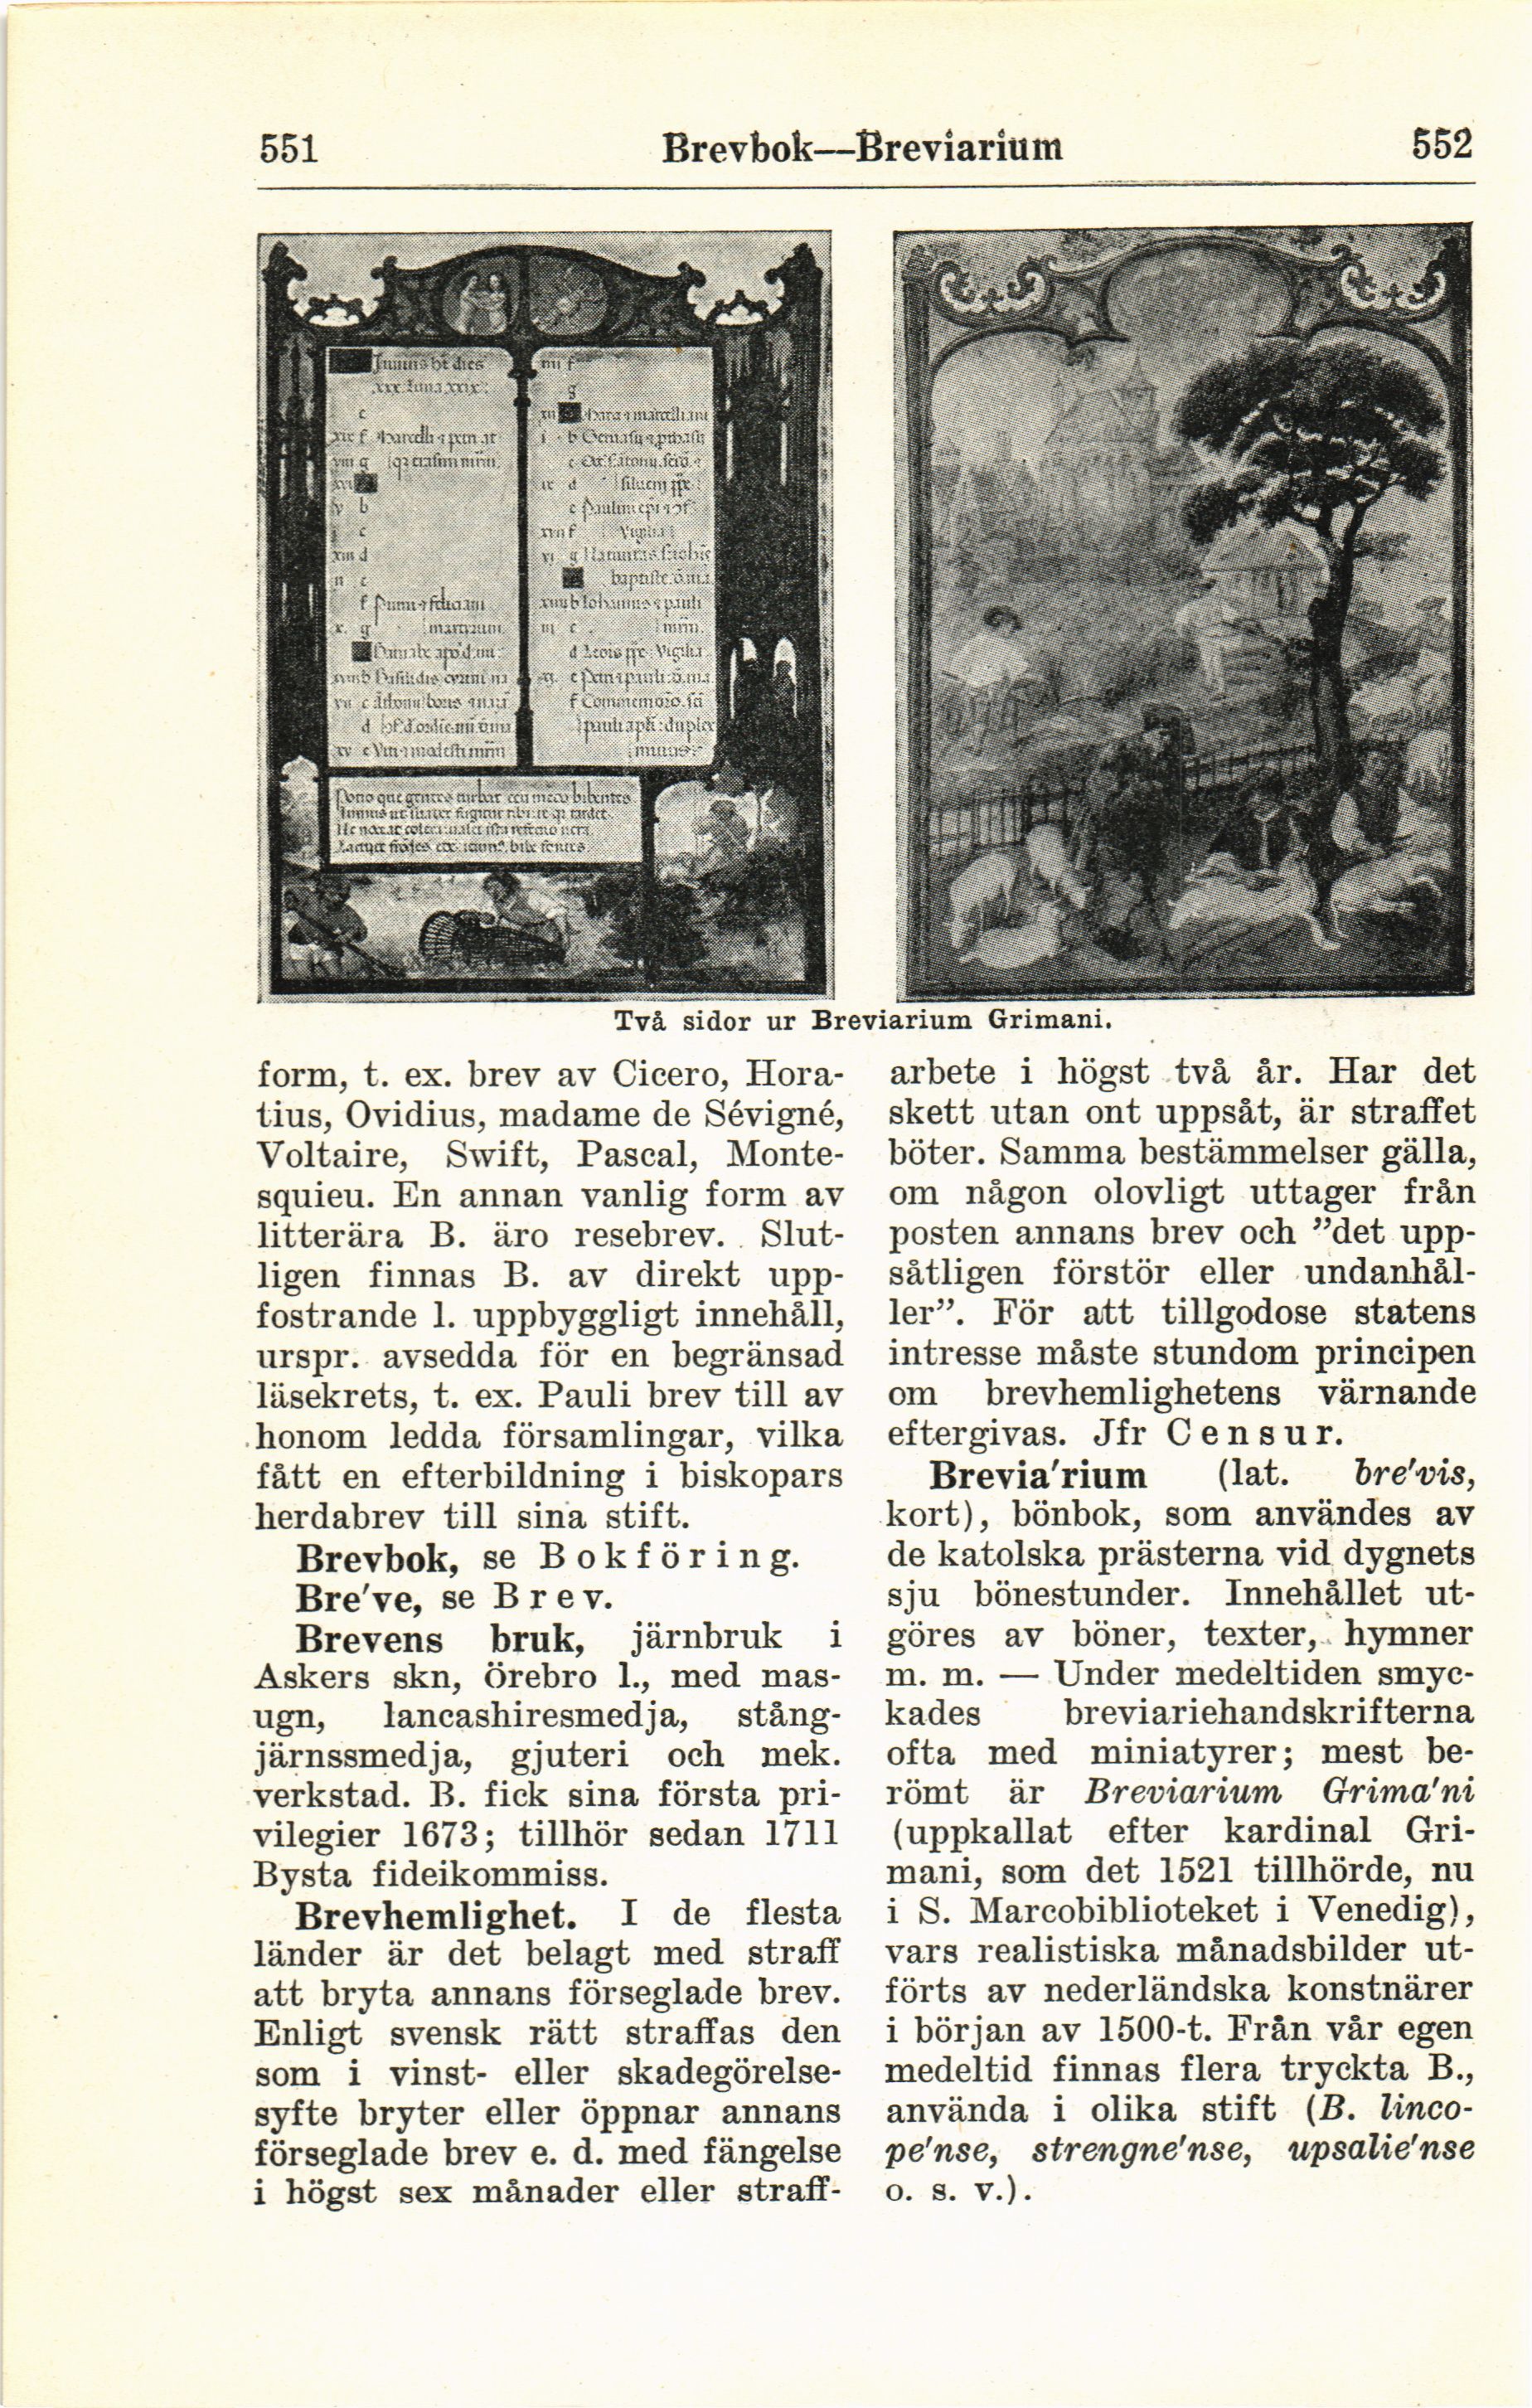 551
Brevbok—Breviarium
552
Två sidor ur Breviarium Grimani.
form, t. ex. brev av Cicero, Hora-
tius, Ovidius, madame de Sévigné,
Voltaire, Swift, Pascal, Monte-
squieu. En annan vanlig form av
litterära B. äro resebrev. Slut-
ligen finnas B. av direkt upp-
fostrande l. uppbyggligt innehåll,
urspr. avsedda för en begränsad
läsekrets, t. ex. Pauli brev till av
honom ledda församlingar, vilka
fått en efterbildning i biskopars
herdabrev till sina stift.
Brevbok, se Bokföring.
Bre've, se Brev.
Brevens bruk, järnbruk i
Askers skn, Örebro l., med mas-
ugn, lancashiresmedja, stång-
järnssmedja, gjuteri och mek.
verkstad. B. fick sina första pri-
vilegier 1673; tillhör sedan 1711
Bysta fideikommiss.
Brevhemlighet. I de flesta
länder är det belagt med straff
att bryta annans förseglade brev.
Enligt svensk rätt straffas den
som i vinst- eller skadegörelse-
syfte bryter eller öppnar annans
förseglade brev e. d. med fängelse
i högst sex månader eller straff-
arbete i högst två år. Har det
skett utan ont uppsåt, är straffet
böter. Samma bestämmelser gälla,
om någon olovligt uttager från
posten annans brev och ”det upp-
såtligen förstör eller undanhål-
ler”. För att tillgodose statens
intresse måste stundom principen
om brevhemlighetens värnande
eftergivas. Jfr Censur.
Brevia'rium (lat. bre'vis,
kort), bönbok, som användes av
de katolska prästerna vid dygnets
sju bönestunder. Innehållet ut-
göres av böner, texter, hymner
m. m. — Under medeltiden smyc-
kades breviariehandskrifterna
ofta med miniatyrer; mest be-
römt är Breviarium Grima'ni
(uppkallat efter kardinal Gri-
mani, som det 1521 tillhörde, nu
i S. Marcobiblioteket i Venedig),
vars realistiska månadsbilder ut-
förts av nederländska konstnärer
i början av 1500-t. Från vår egen
medeltid finnas flera tryckta B.,
använda i olika stift (B. linco-
pe'nse, strengne'nse, upsalie'nse
o. s. v.).